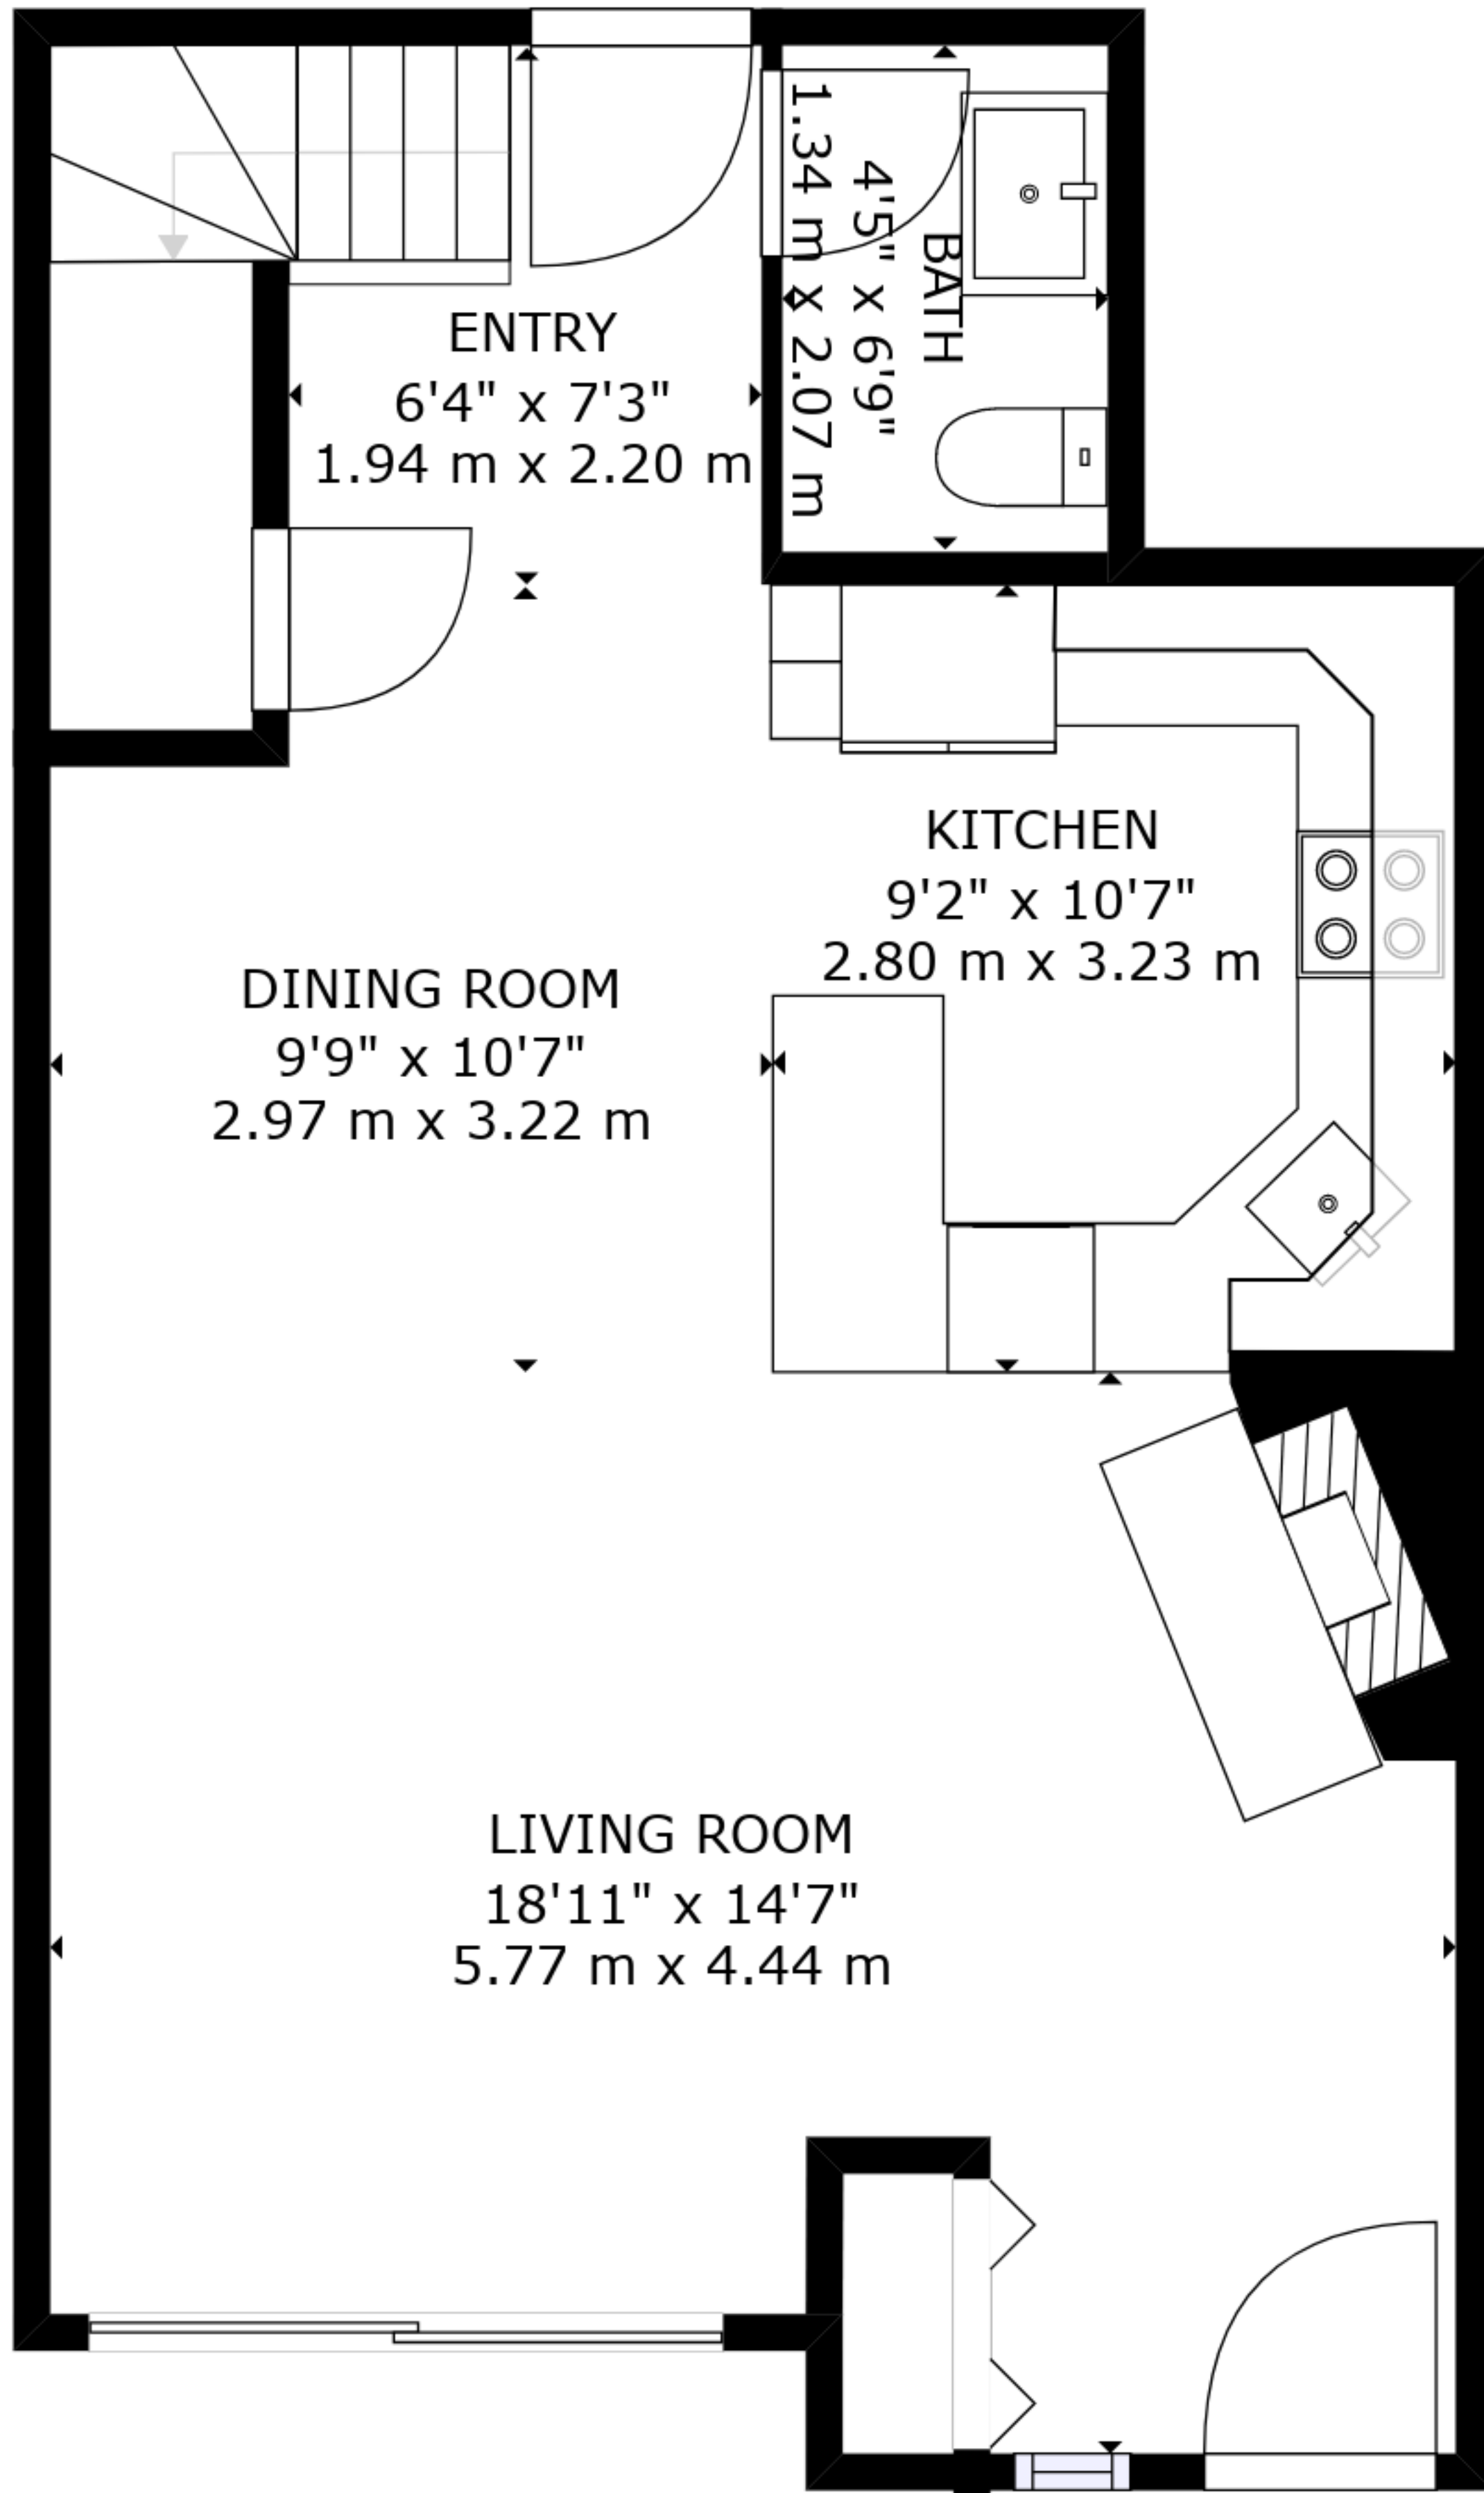 BATH
4'5" x 6'9"
1.34 m x 2.07 m
ENTRY
6'4" x 7'3"
1.94 m x 2.20 m
KITCHEN
9'2" x 10'7"
2.80 m x 3.23 m
DINING ROOM
9'9" x 10'7"
2.97 m x 3.22 m
LIVING ROOM
18'11" x 14'7"
5.77 m x 4.44 m